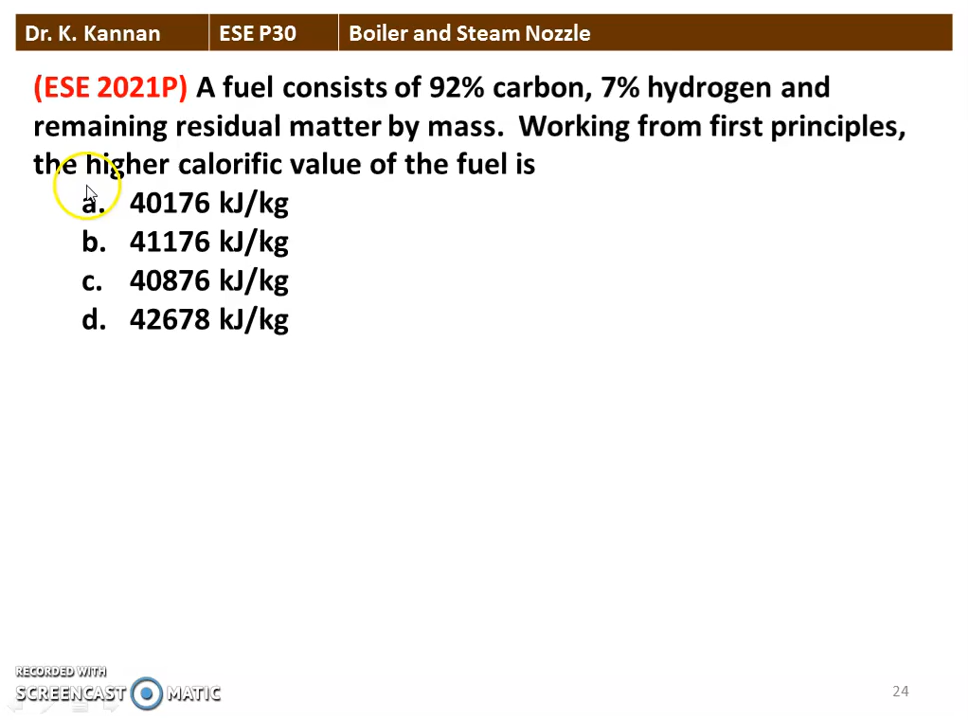 Dr. K. Kannan ESE P30 Boiler and Steam Nozzle
(ESE 2021P) A fuel consists of 92% carbon, 7% hydrogen and
remaining residual matter by mass. Working from first principles,
the higher calorific value of the fuel is
a. 40176 kJ/kg
b. 41176 kJ/kg
c. 40876 kJ/kg
d. 42678 kJ/kg
RECORDED WITH
SCREENCAST MATIC
24